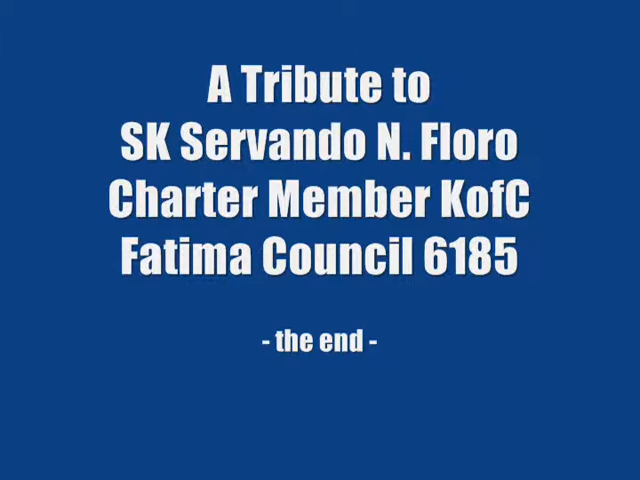 A Tribute to
SK Servando N. Floro
Charter Member KofC
Fatima Council 6185
- the end -